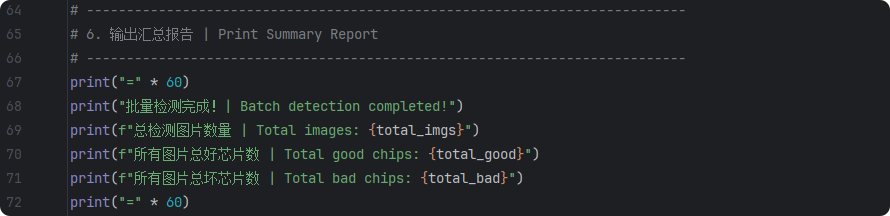 64 # ------------------------------------------------------------------------
65 # 6. 输出汇总报告 | Print Summary Report
66 # ------------------------------------------------------------------------
67 print("=" * 60)
68 print("批量检测完成! | Batch detection completed!")
69 print(f"总检测图片数量 | Total images: {total_imgs}")
70 print(f"所有图片总好芯片数 | Total good chips: {total_good}")
71 print(f"所有图片总坏芯片数 | Total bad chips: {total_bad}")
72 print("=" * 60)